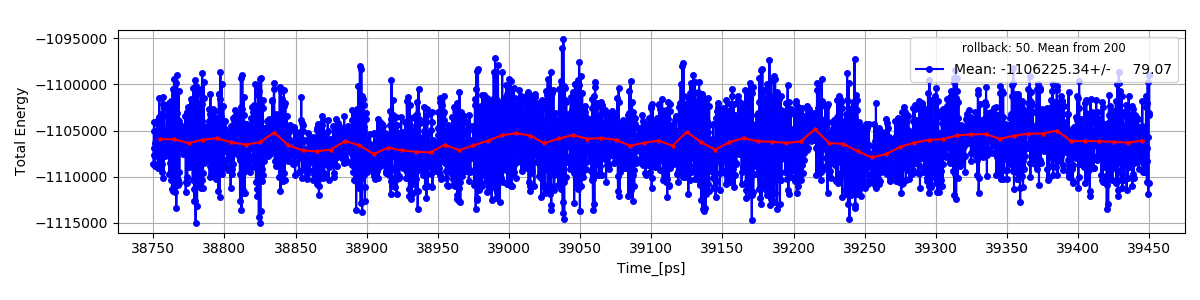 −1095000
−1100000
−1105000
−1110000
−1115000
Total Energy
rollback: 50. Mean from 200
Mean: -1106225.34+/- 79.07
38750 38800 38850 38900 38950 39000 39050 39100 39150 39200 39250 39300 39350 39400 39450
Time_[ps]